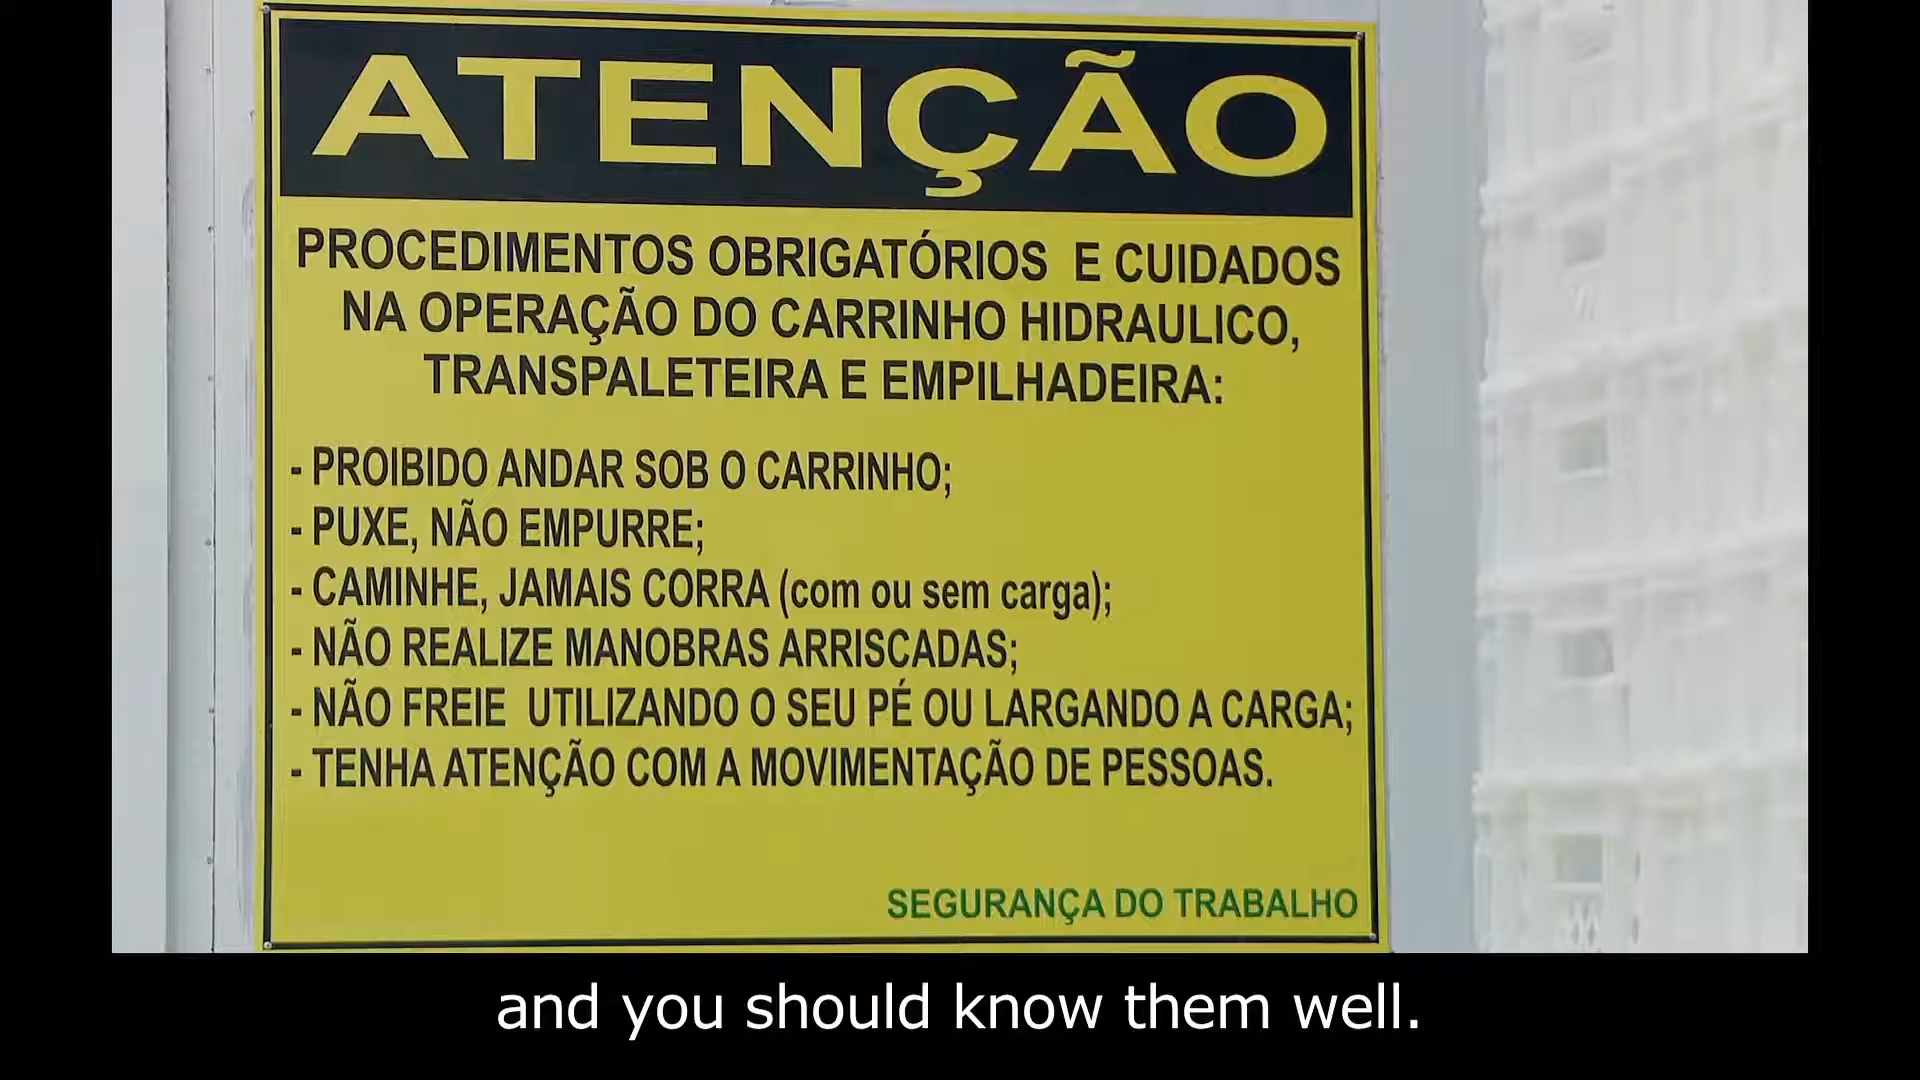 ATENÇÃO
PROCEDIMENTOS OBRIGATÓRIOS E CUIDADOS
NA OPERAÇÃO DO CARRINHO HIDRAULICO,
TRANSPALETEIRA E EMPILHADEIRA:
- PROIBIDO ANDAR SOB O CARRINHO;
- PUXE, NÃO EMPURRE;
- CAMINHE, JAMAIS CORRA (com ou sem carga);
- NÃO REALIZE MANOBRAS ARRISCADAS;
- NÃO FREIE UTILIZANDO O SEU PÉ OU LARGANDO A CARGA;
- TENHA ATENÇÃO COM A MOVIMENTAÇÃO DE PESSOAS.
SEGURANÇA DO TRABALHO
and you should know them well.